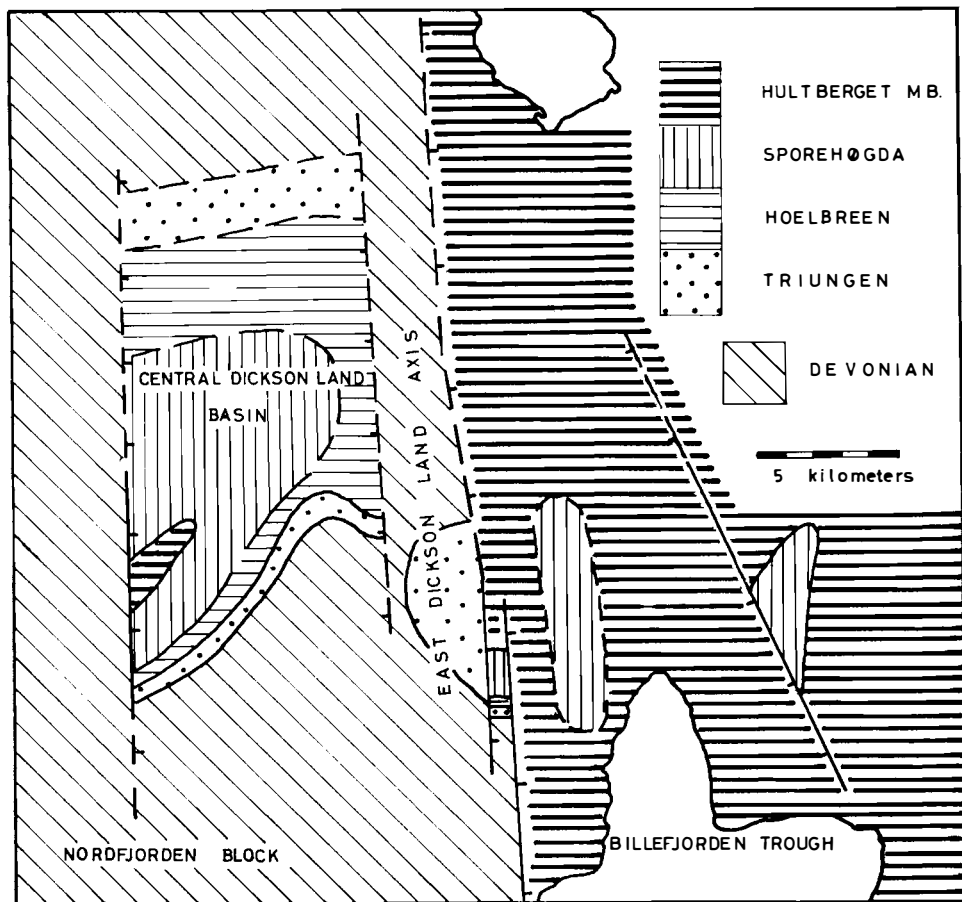 HULTBERGET MB.
SPOREHØGDA
HOELBREEN
TRIUNGEN
DEVONIAN
5 kilometers
CENTRAL DICKSON LAND
BASIN
EAST DICKSON LAND AXIS
NORDFJORDEN BLOCK
BILLEFJORDEN TROUGH